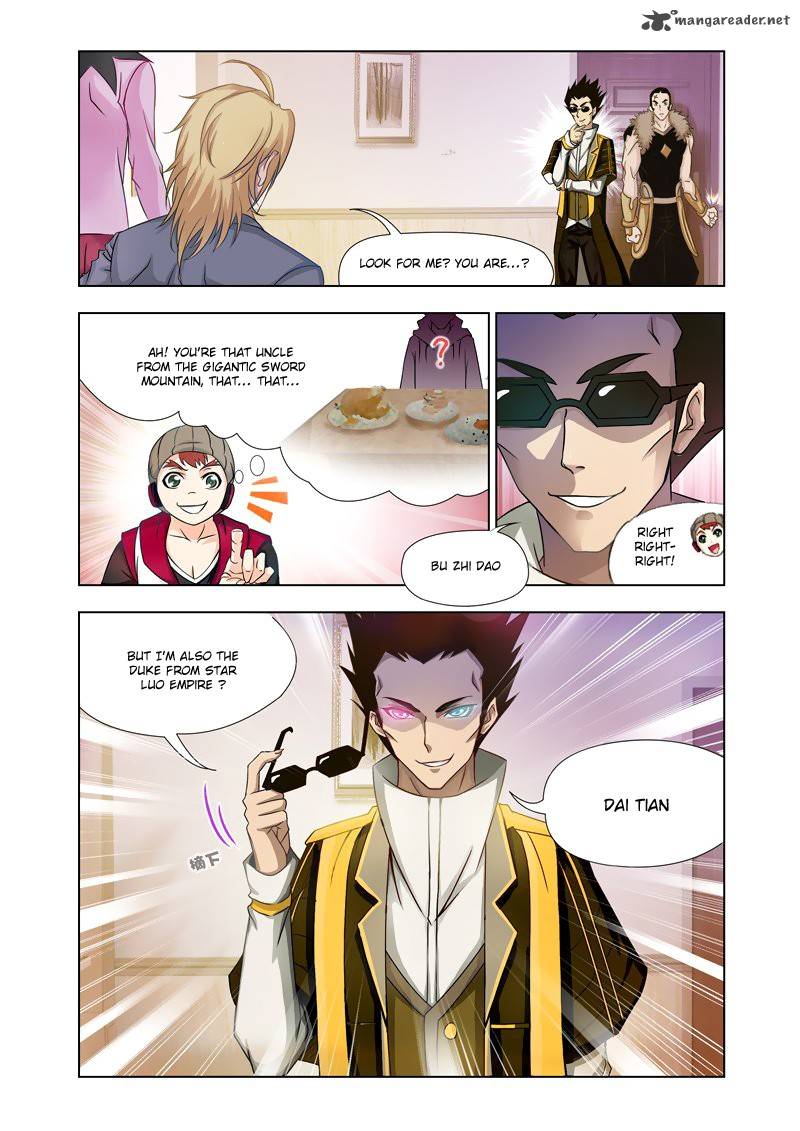 mangareader.net
LOOK FOR ME? YOU ARE...?
AH! YOU'RE THAT UNCLE
FROM THE GIGANTIC SWORD
MOUNTAIN, THAT... THAT...
?
BU ZHI DAO
RIGHT
RIGHT-
RIGHT!
BUT I'M ALSO THE
DUKE FROM STAR
LUO EMPIRE ?
DAI TIAN
摘下